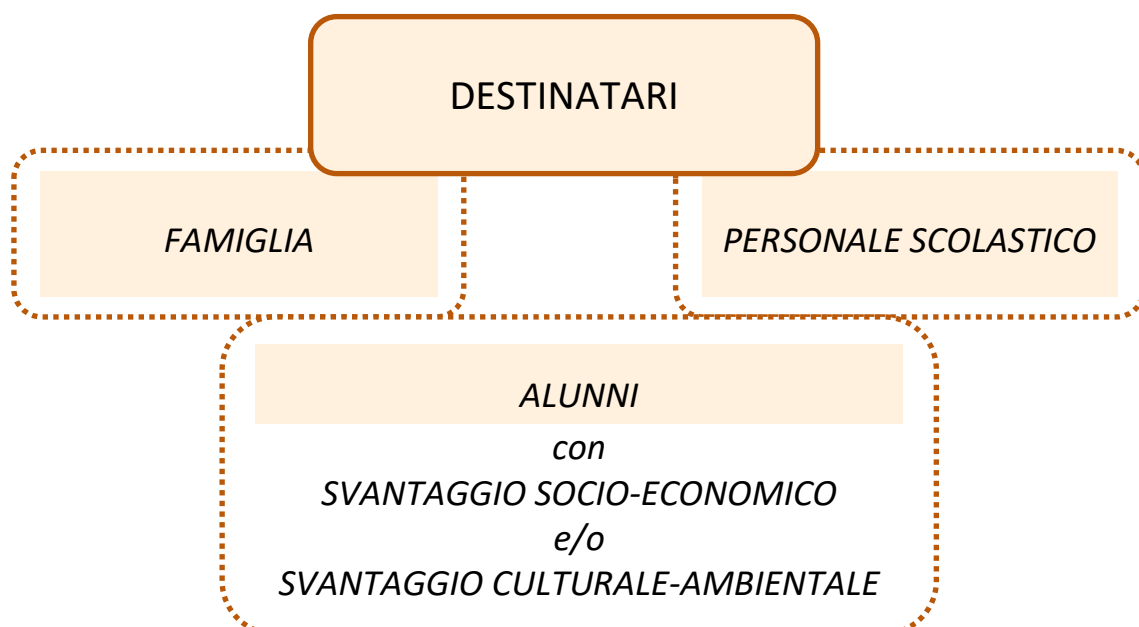 DESTINATARI
FAMIGLIA
PERSONALE SCOLASTICO
ALUNNI
con
SVANTAGGIO SOCIO-ECONOMICO
e/o
SVANTAGGIO CULTURALE-AMBIENTALE